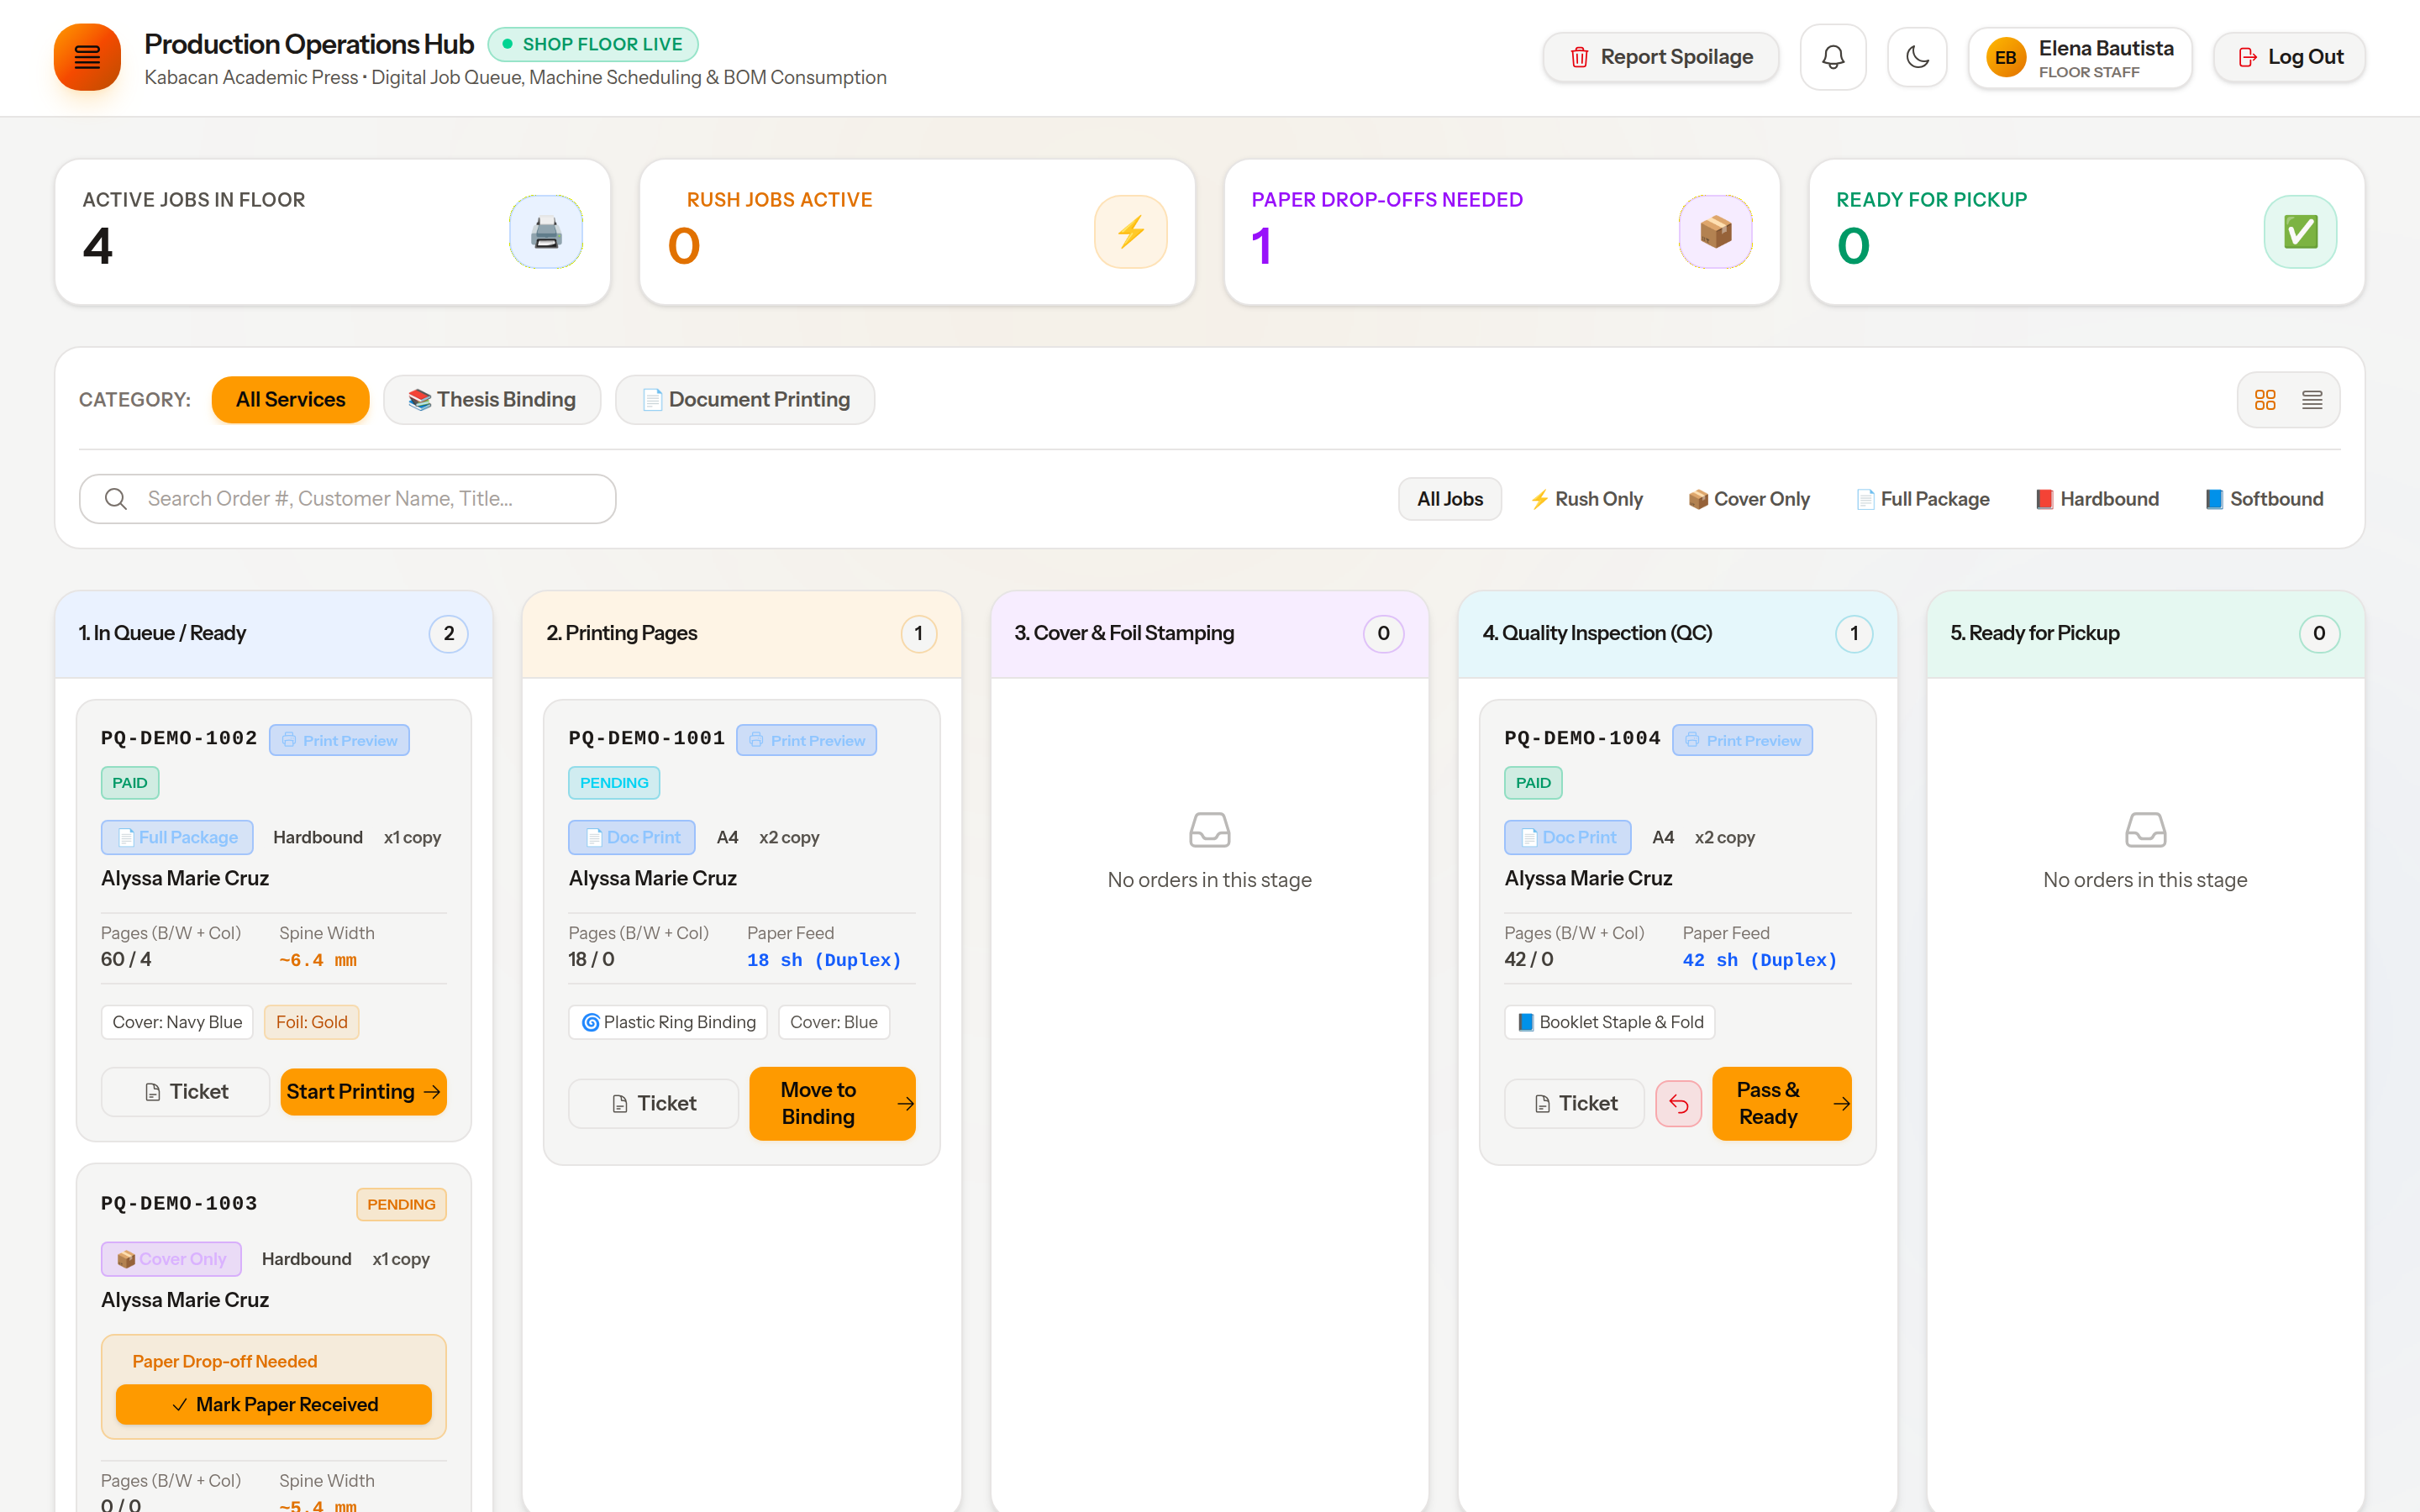 Production Operations Hub
SHOP FLOOR LIVE
Kabacan Academic Press • Digital Job Queue, Machine Scheduling & BOM Consumption
Report Spoilage
EB
Elena Bautista
FLOOR STAFF
Log Out
ACTIVE JOBS IN FLOOR
4
RUSH JOBS ACTIVE
0
PAPER DROP-OFFS NEEDED
1
READY FOR PICKUP
0
CATEGORY:
All Services
Thesis Binding
Document Printing
Search Order #, Customer Name, Title...
All Jobs
Rush Only
Cover Only
Full Package
Hardbound
Softbound
1. In Queue / Ready
2
PQ-DEMO-1002
Print Preview
PAID
Full Package
Hardbound
x1 copy
Alyssa Marie Cruz
Pages (B/W + Col)
Spine Width
60 / 4
~6.4 mm
Cover: Navy Blue
Foil: Gold
Ticket
Start Printing →
PQ-DEMO-1003
PENDING
Cover Only
Hardbound
x1 copy
Alyssa Marie Cruz
Paper Drop-off Needed
✓ Mark Paper Received
Pages (B/W + Col)
Spine Width
0 / 0
~5.4 mm
2. Printing Pages
1
PQ-DEMO-1001
Print Preview
PENDING
Doc Print
A4
x2 copy
Alyssa Marie Cruz
Pages (B/W + Col)
Paper Feed
18 / 0
18 sh (Duplex)
Plastic Ring Binding
Cover: Blue
Ticket
Move to
Binding →
3. Cover & Foil Stamping
0
No orders in this stage
4. Quality Inspection (QC)
1
PQ-DEMO-1004
Print Preview
PAID
Doc Print
A4
x2 copy
Alyssa Marie Cruz
Pages (B/W + Col)
Paper Feed
42 / 0
42 sh (Duplex)
Booklet Staple & Fold
Ticket
Pass &
Ready →
5. Ready for Pickup
0
No orders in this stage